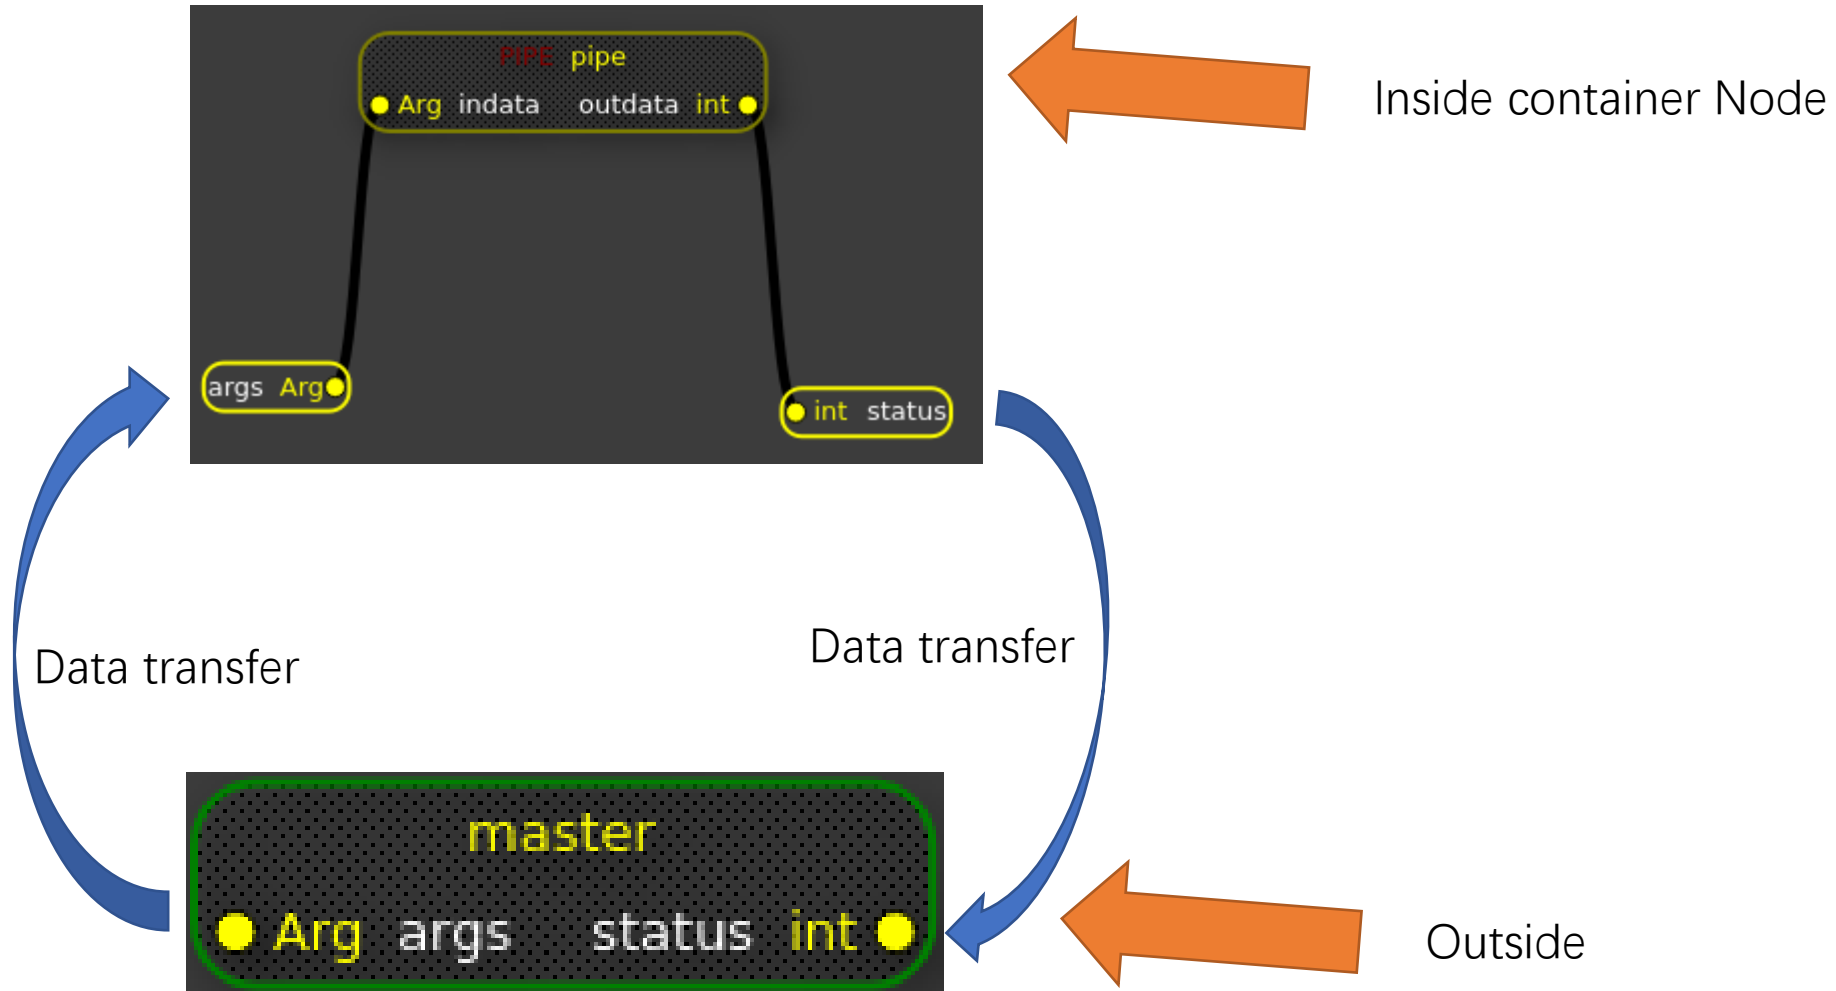 PIPE pipe
Arg indata outdata int
Inside container Node
args Arg
int status
Data transfer
Data transfer
master
Arg args status int
Outside